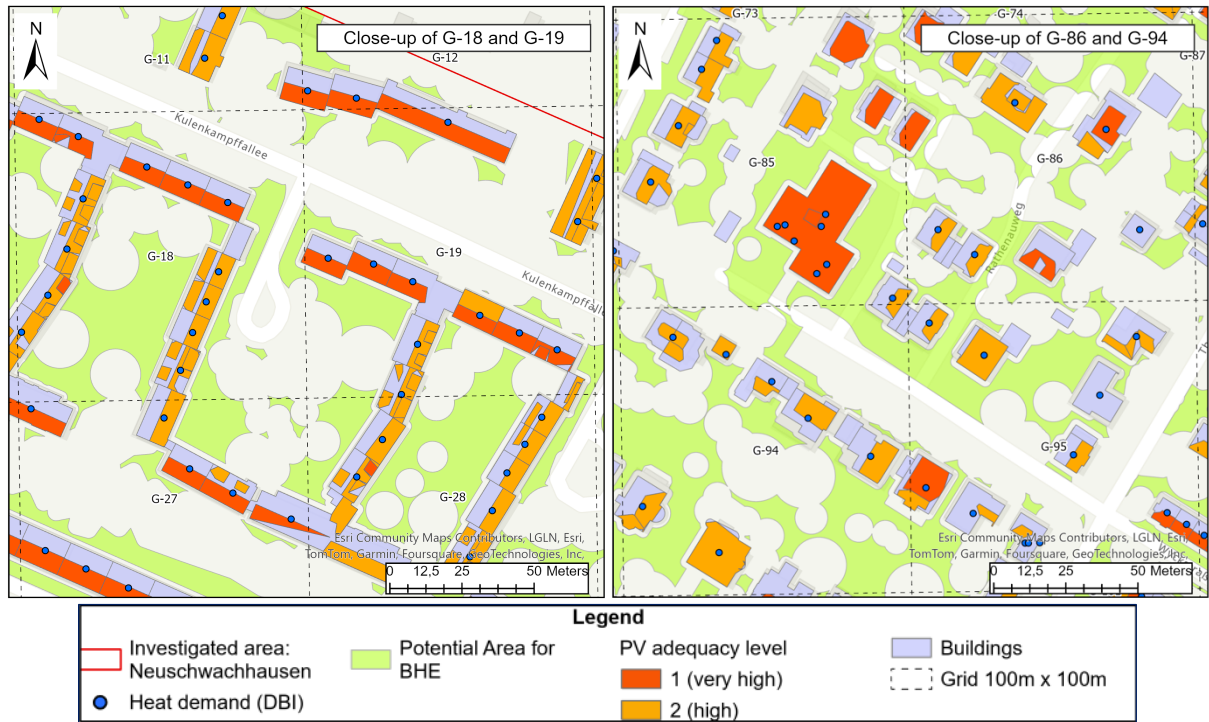 N
Close-up of G-18 and G-19
G-11
G-12
Kulenkampffallee
G-18
G-19
Kulenkampffallee
G-27
G-28
Esri Community Maps Contributors, LGLN, Esri,
TomTom, Garmin, Foursquare, GeoTechnologies, Inc,
0 12,5 25 50 Meters
N
G-73
G-74
Close-up of G-86 and G-94
G-87
G-85
G-86
Rathenauweg
G-94
G-95
Esri Community Maps Contributors, LGLN, Esri,
TomTom, Garmin, Foursquare, GeoTechnologies, Inc,
0 12,5 25 50 Meters
Legend
Investigated area:
Neuschwachhausen
Heat demand (DBI)
Potential Area for
BHE
PV adequacy level
1 (very high)
2 (high)
Buildings
Grid 100m x 100m